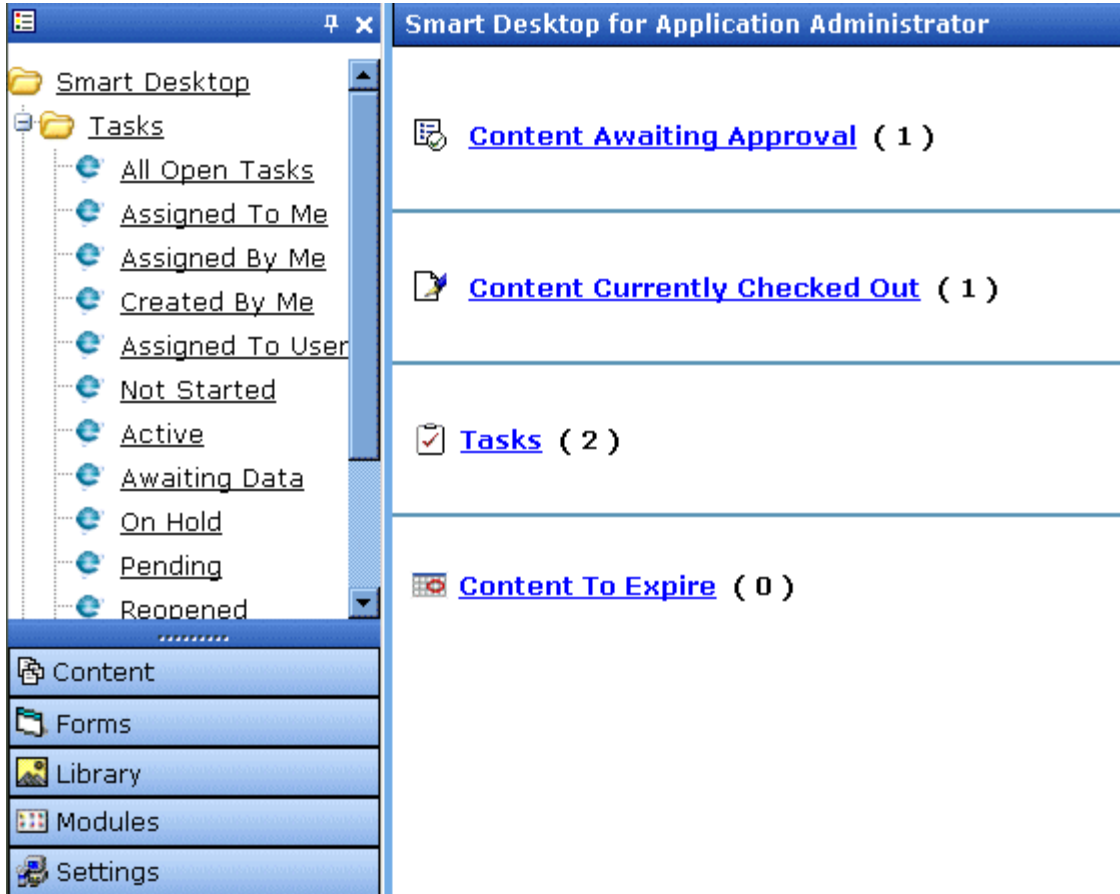 Smart Desktop
Tasks
All Open Tasks
Assigned To Me
Assigned By Me
Created By Me
Assigned To User
Not Started
Active
Awaiting Data
On Hold
Pending
Reopened
Content
Forms
Library
Modules
Settings
Smart Desktop for Application Administrator
Content Awaiting Approval ( 1 )
Content Currently Checked Out ( 1 )
Tasks ( 2 )
Content To Expire ( 0 )